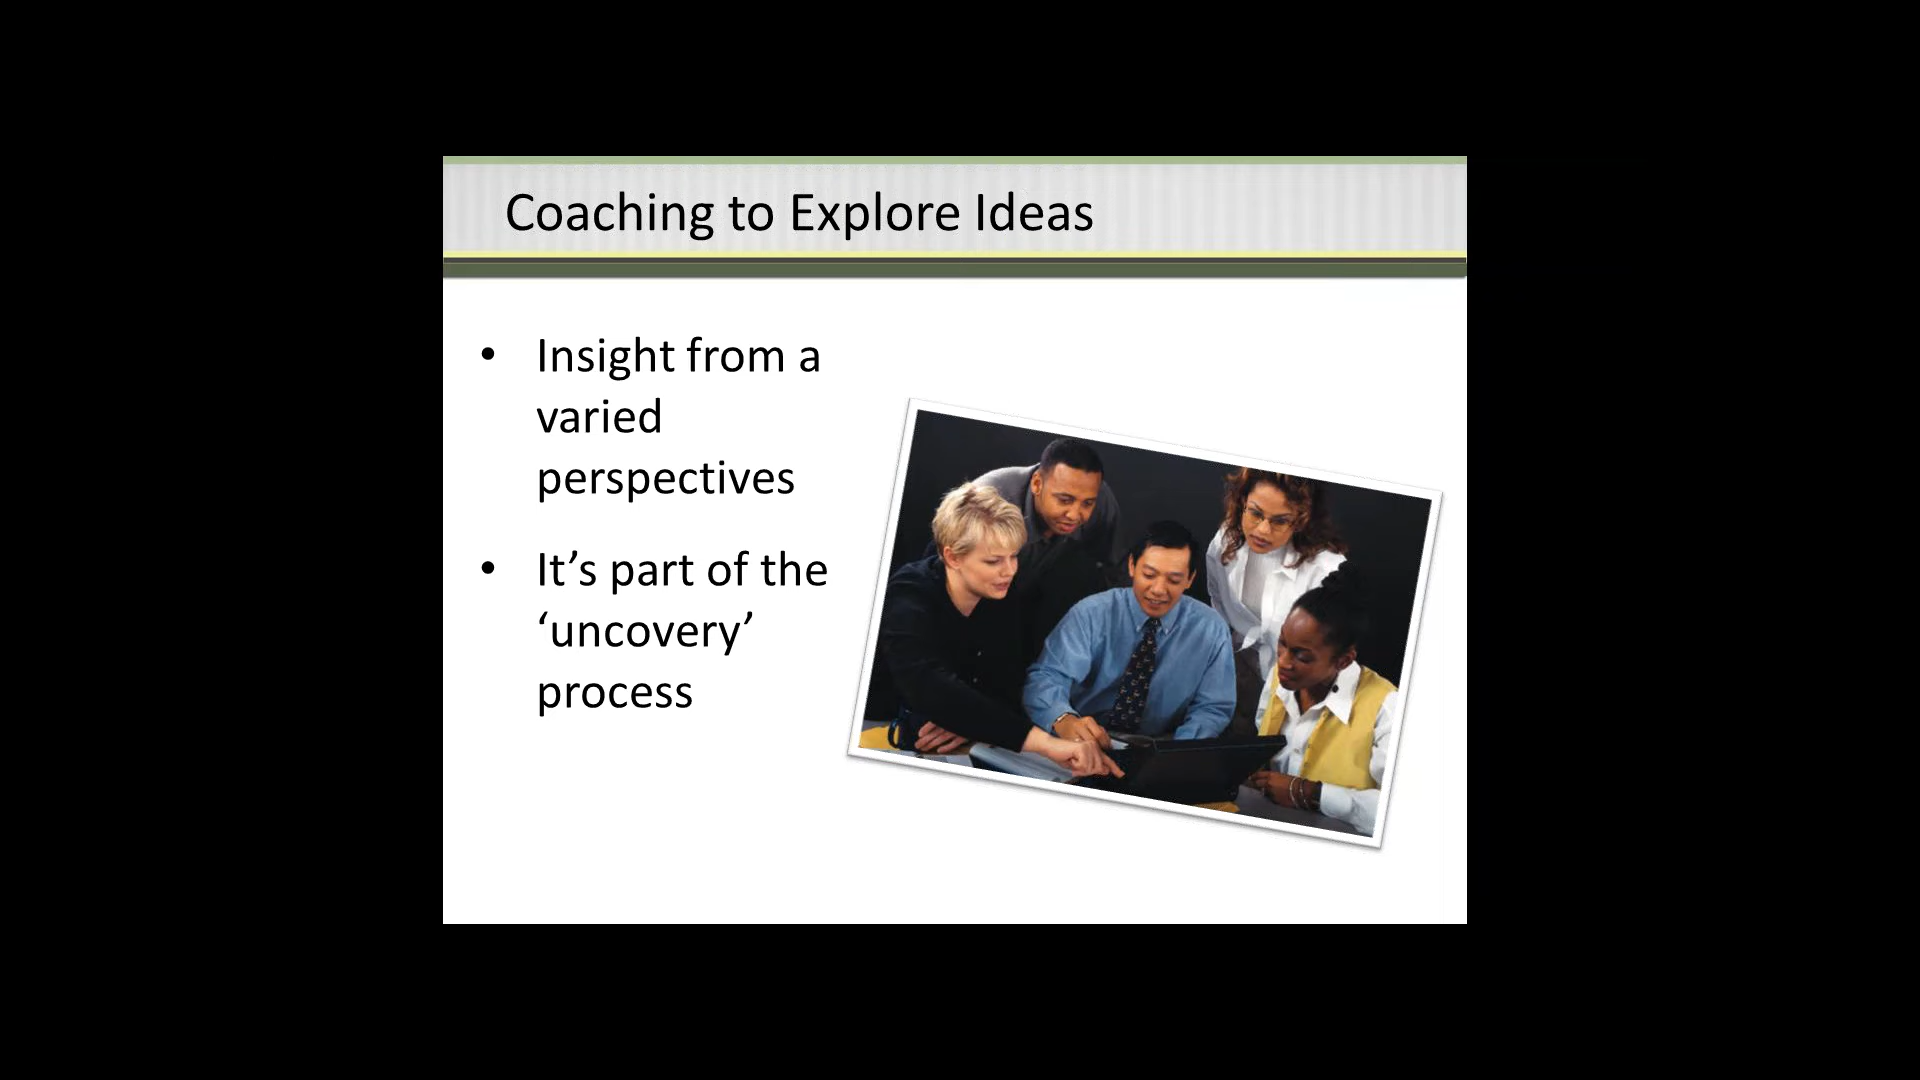 Coaching to Explore Ideas
• Insight from a
varied
perspectives
• It’s part of the
‘uncovery’
process